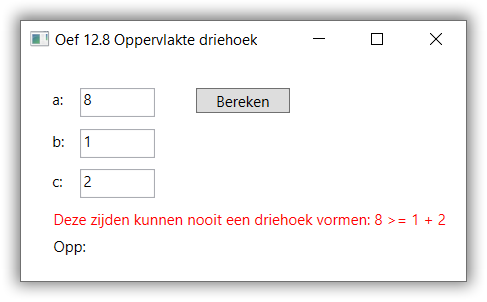 Oef 12.8 Oppervlakte driehoek
a: 8 Bereken
b: 1
c: 2
Deze zijden kunnen nooit een driehoek vormen: 8 >= 1 + 2
Opp: